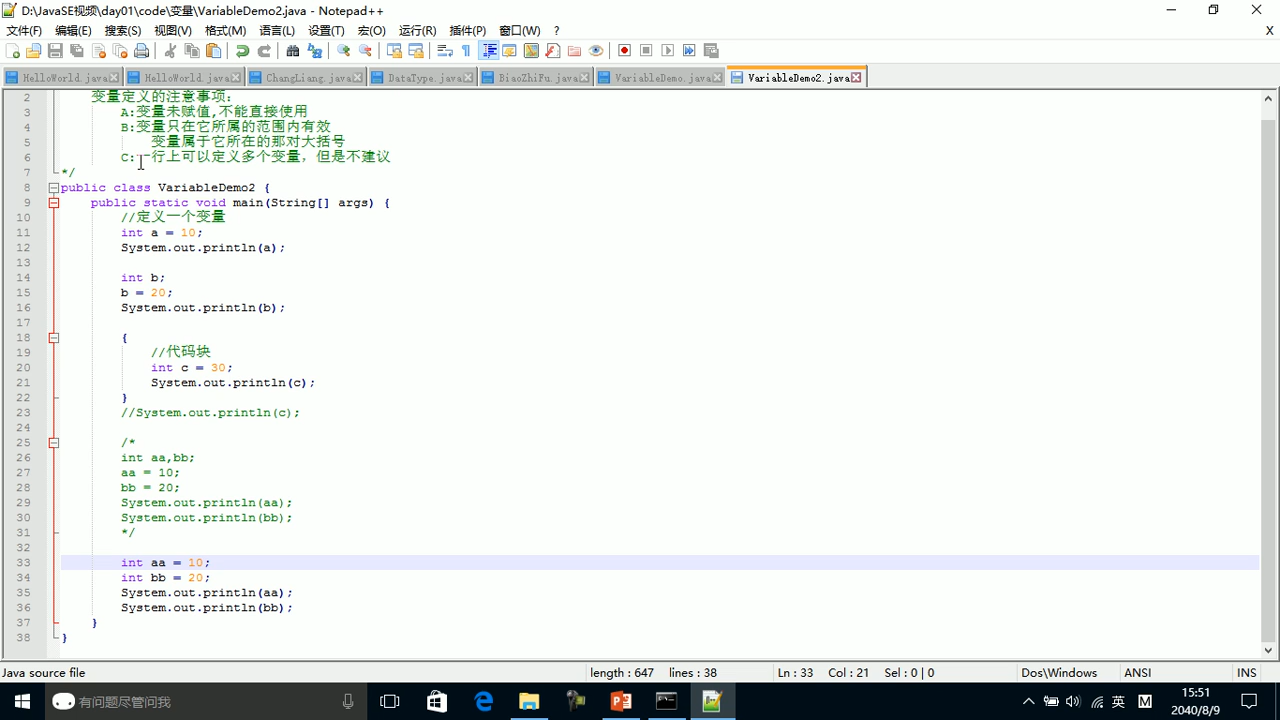 D:\JavaSE视频\day01\code\变量\VariableDemo2.java - Notepad++
文件(F) 编辑(E) 搜索(S) 视图(V) 格式(M) 语言(L) 设置(T) 宏(O) 运行(R) 插件(P) 窗口(W) ? X
HelloWorld.java HelloWorld.java ChangLiang.java DataType.java BiaoZhiFu.java VariableDemo.java VariableDemo2.java
2 变量定义的注意事项:
3 A:变量未赋值,不能直接使用
4 B:变量只在它所属的范围内有效
5 变量属于它所在的那对大括号
6 C:一行上可以定义多个变量，但是不建议
7 */
8 public class VariableDemo2 {
9 public static void main(String[] args) {
10 //定义一个变量
11 int a = 10;
12 System.out.println(a);
13
14 int b;
15 b = 20;
16 System.out.println(b);
17
18 {
19 //代码块
20 int c = 30;
21 System.out.println(c);
22 }
23 //System.out.println(c);
24
25 /*
26 int aa,bb;
27 aa = 10;
28 bb = 20;
29 System.out.println(aa);
30 System.out.println(bb);
31 */
32
33 int aa = 10;
34 int bb = 20;
35 System.out.println(aa);
36 System.out.println(bb);
37 }
38 }
Java source file length : 647 lines : 38 Ln : 33 Col : 21 Sel : 0 | 0 Dos\Windows ANSI INS
有问题尽管问我 英 M 15:51
2040/8/9